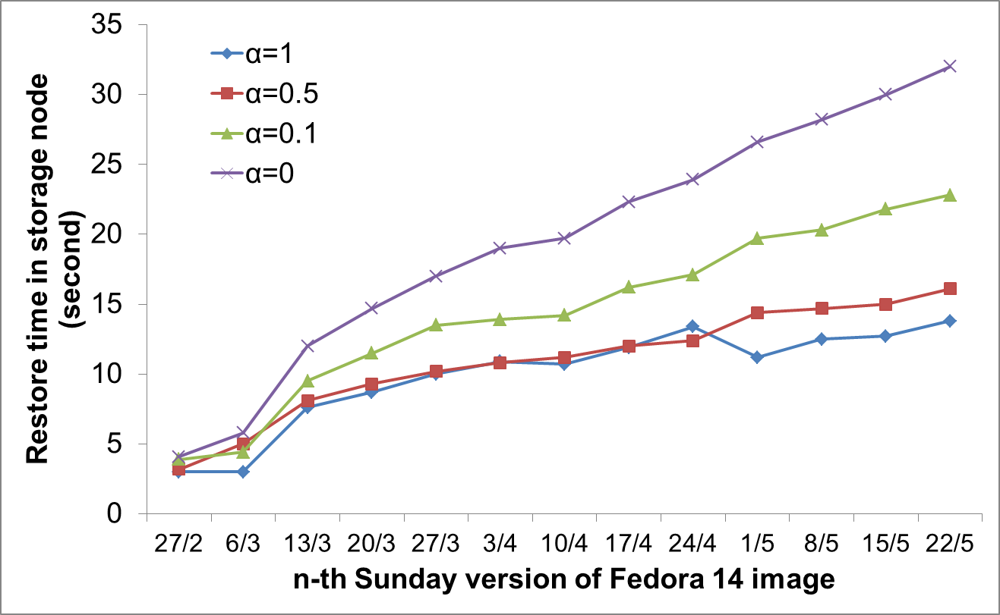 35
30
25
20
15
10
5
0
Restore time in storage node
(second)
α=1
α=0.5
α=0.1
α=0
27/2 6/3 13/3 20/3 27/3 3/4 10/4 17/4 24/4 1/5 8/5 15/5 22/5
n-th Sunday version of Fedora 14 image